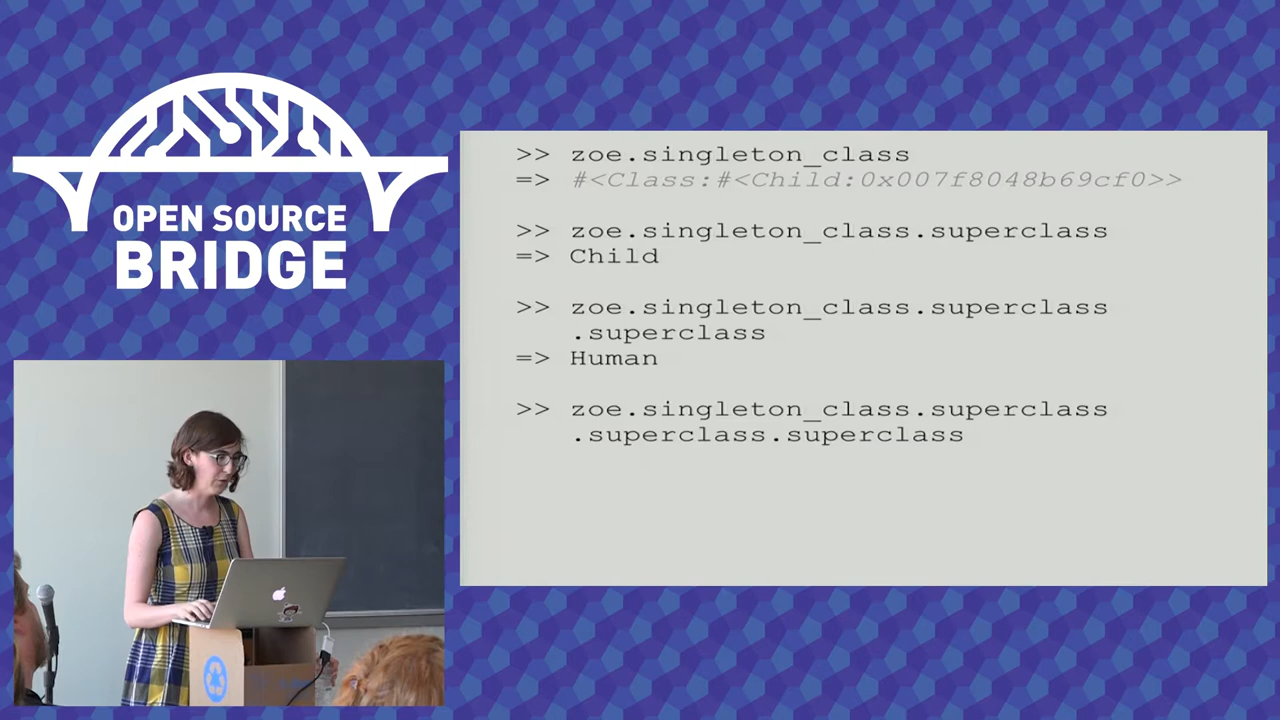 OPEN SOURCE
BRIDGE
>> zoe.singleton_class
=> #<Class:#<Child:0x007f8048b69cf0>>
>> zoe.singleton_class.superclass
=> Child
>> zoe.singleton_class.superclass
.superclass
=> Human
>> zoe.singleton_class.superclass
.superclass.superclass